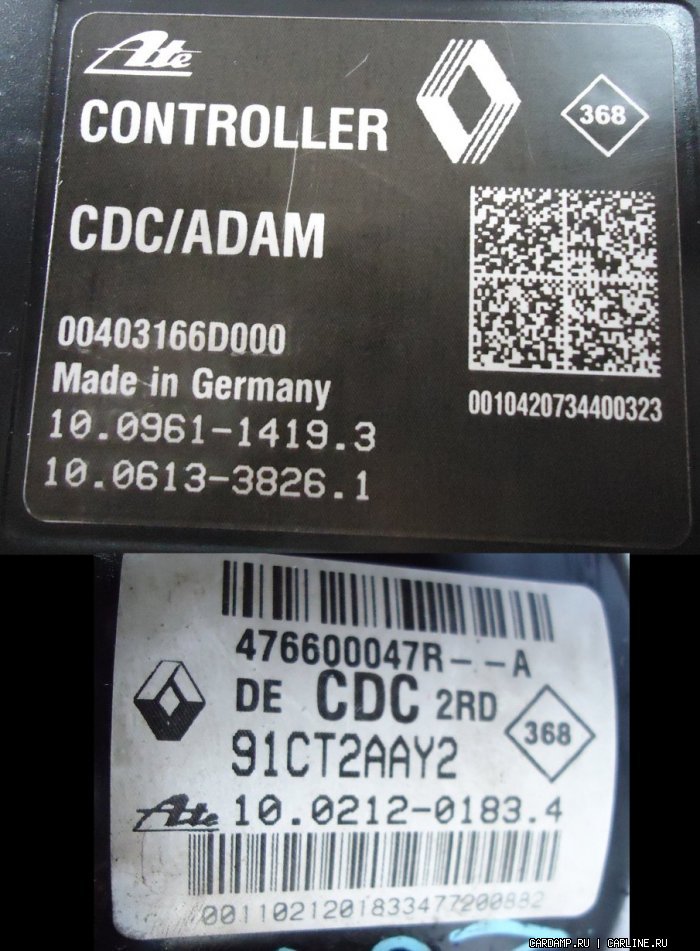 Ate
CONTROLLER
368
CDC/ADAM
00403166D000
Made in Germany
10.0961-1419.3
10.0613-3826.1
0010420734400323
476600047R--A
DE CDC 2RD
368
91CT2AAY2
Ate 10.0212-0183.4
0011021201833477200882
CARDAMP.RU | CARLINE.RU